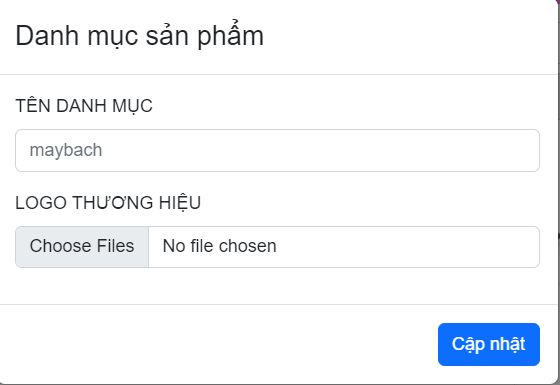 Danh mục sản phẩm
TÊN DANH MỤC
maybach
LOGO THƯƠNG HIỆU
Choose Files No file chosen
Cập nhật